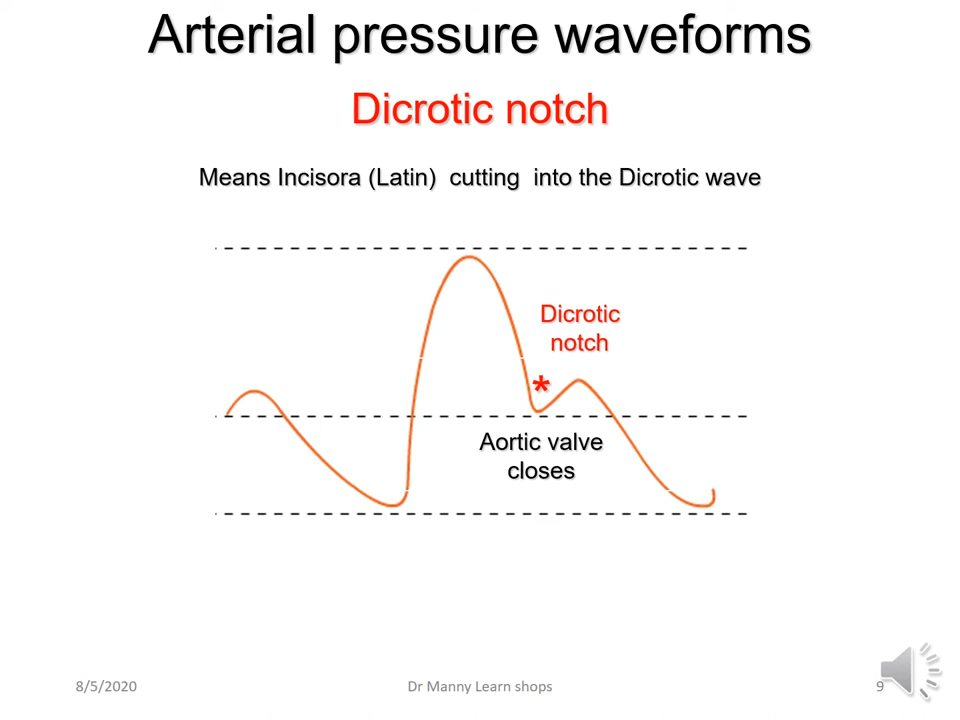 Arterial pressure waveforms
Dicrotic notch
Means Incisora (Latin) cutting into the Dicrotic wave
Dicrotic
notch
*
Aortic valve
closes
8/5/2020
Dr Manny Learn shops
9